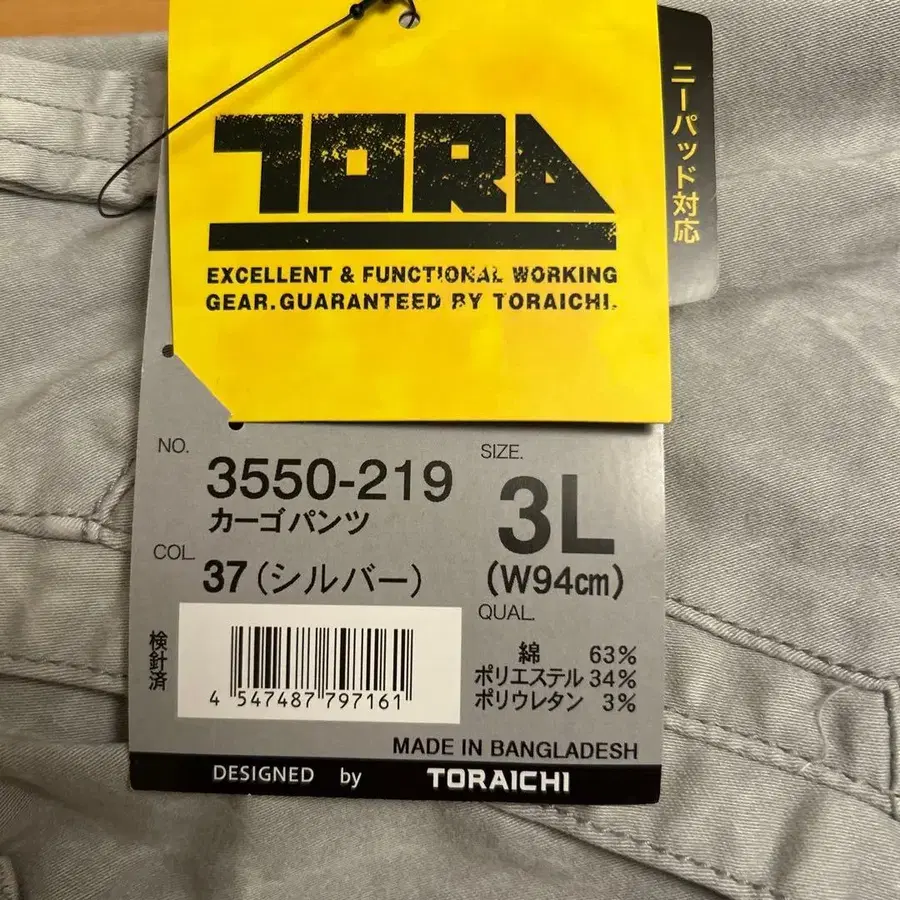 TORA
EXCELLENT & FUNCTIONAL WORKING
GEAR.GUARANTEED BY TORAICHI.
ニーパッド対応
NO.
3550-219
カーゴパンツ
SIZE.
3L
(W94cm)
COL.
37(シルバー)
QUAL.
綿 63%
ポリエステル 34%
ポリウレタン 3%
検針済
4 547487 797161
MADE IN BANGLADESH
DESIGNED by TORAICHI